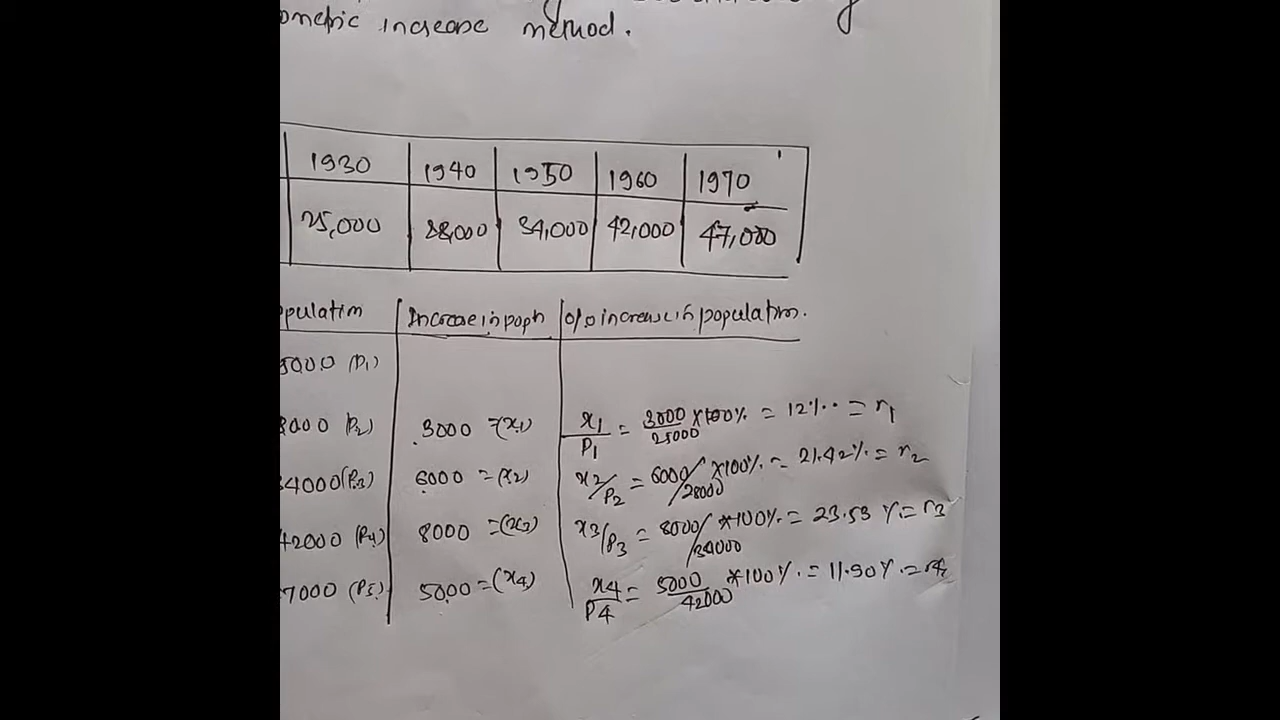 ometric increase method.
1930 1940 1950 1960 1970
25,000 28,000 34,000 42,000 47,000
opulation Increase in popn % increase in population.
5000 (P1)
8000 (P2) 3000 =(x1) x1/P1 = 3000/25000 ×100% = 12% = r1
34000 (P3) 6000 =(x2) x2/P2 = 6000/28000 ×100% = 21.42% = r2
42000 (P4) 8000 =(x3) x3/P3 = 8000/34000 *100% = 23.53 % = r3
7000 (P5) 5000 =(x4) x4/P4 = 5000/42000 *100% = 11.90% = r4